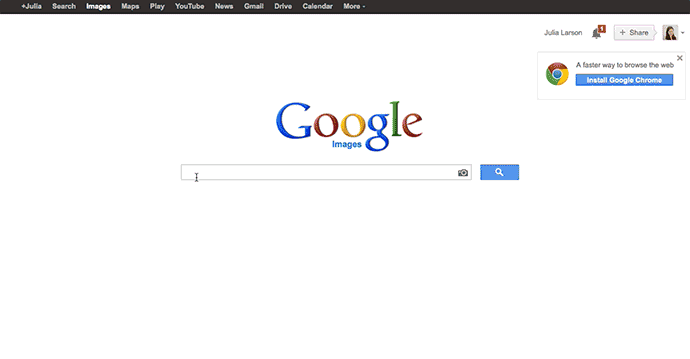 +Julia Search Images Maps Play YouTube News Gmail Drive Calendar More
Julia Larson 1 + Share
A faster way to browse the web
Install Google Chrome
Google
Images